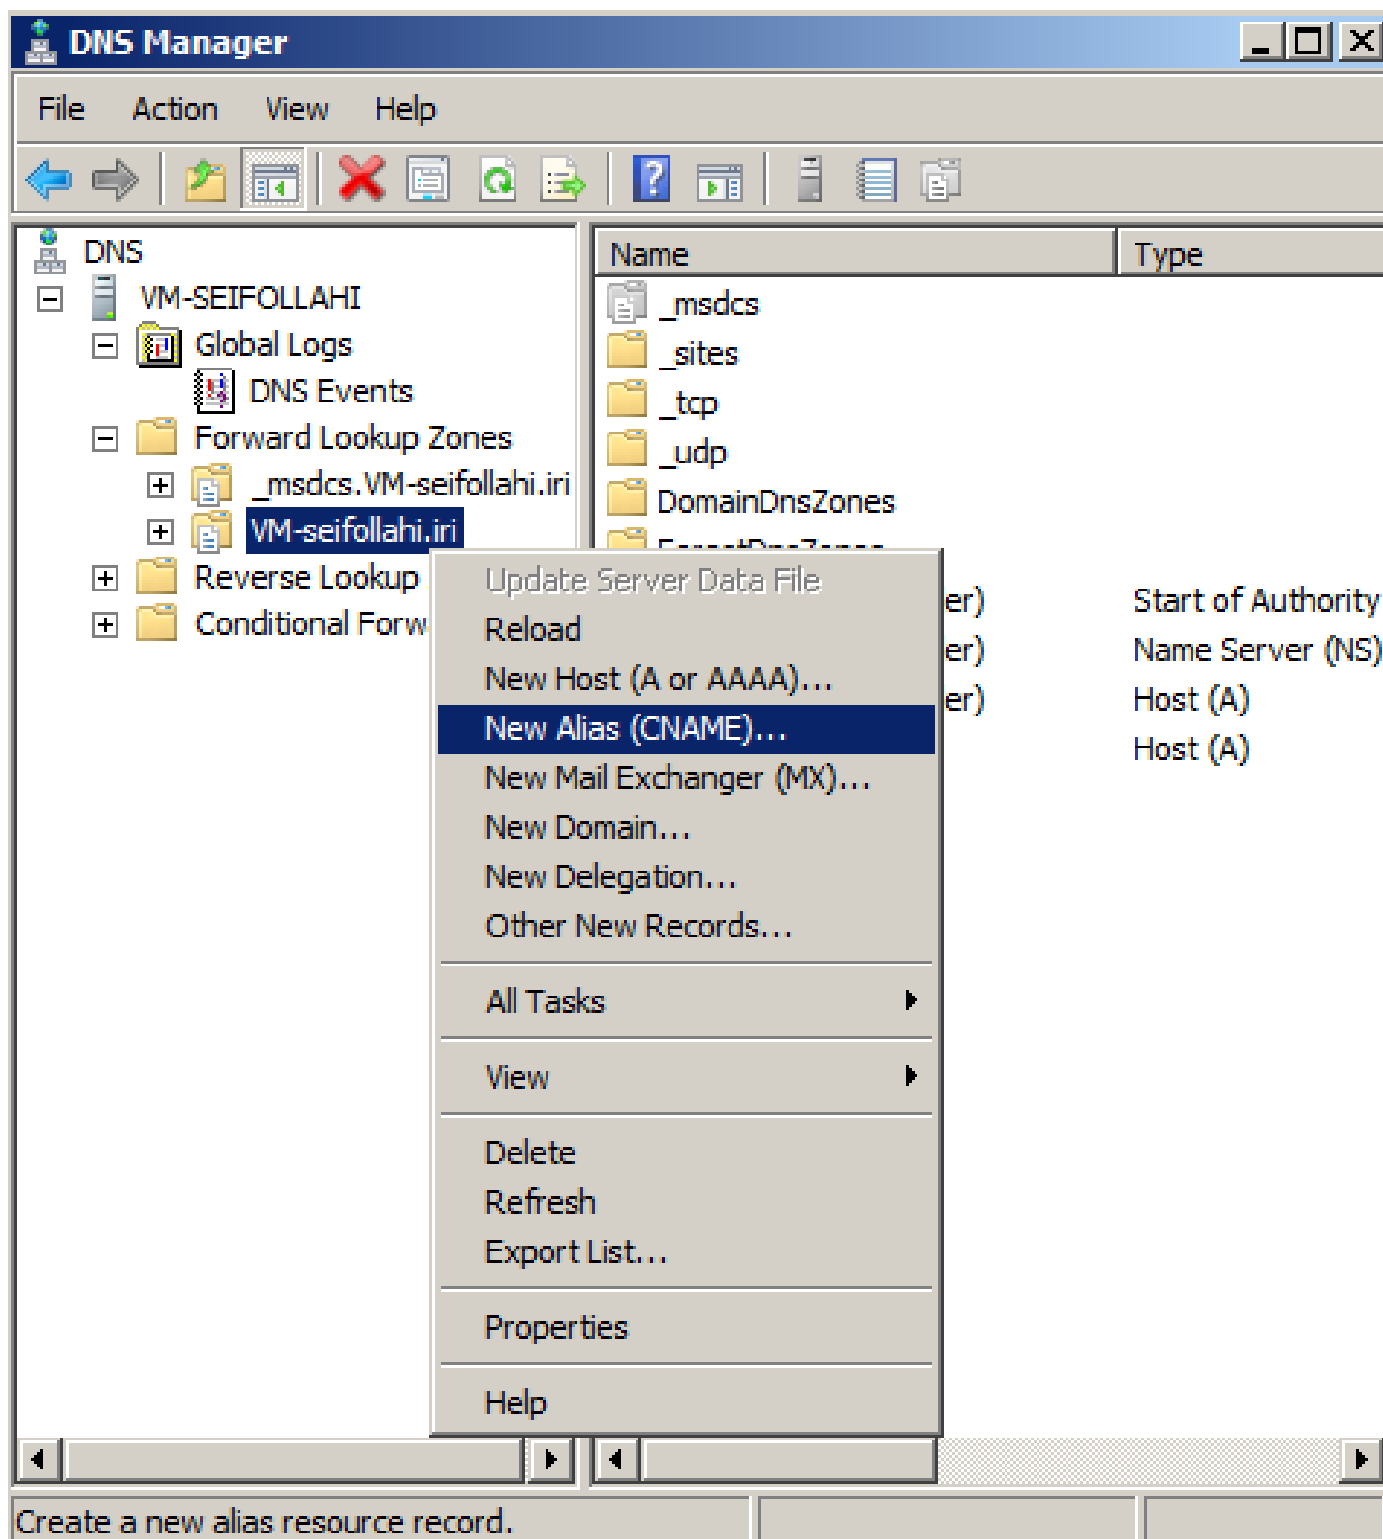 DNS Manager
File Action View Help
DNS
VM-SEIFOLLAHI
Global Logs
DNS Events
Forward Lookup Zones
_msdcs.VM-seifollahi.iri
VM-seifollahi.iri
Reverse Lookup
Conditional Forw
Name Type
_msdcs
_sites
_tcp
_udp
DomainDnsZones
ForestDnsZones
er) Start of Authority
er) Name Server (NS)
er) Host (A)
Host (A)
Update Server Data File
Reload
New Host (A or AAAA)...
New Alias (CNAME)...
New Mail Exchanger (MX)...
New Domain...
New Delegation...
Other New Records...
All Tasks
View
Delete
Refresh
Export List...
Properties
Help
Create a new alias resource record.